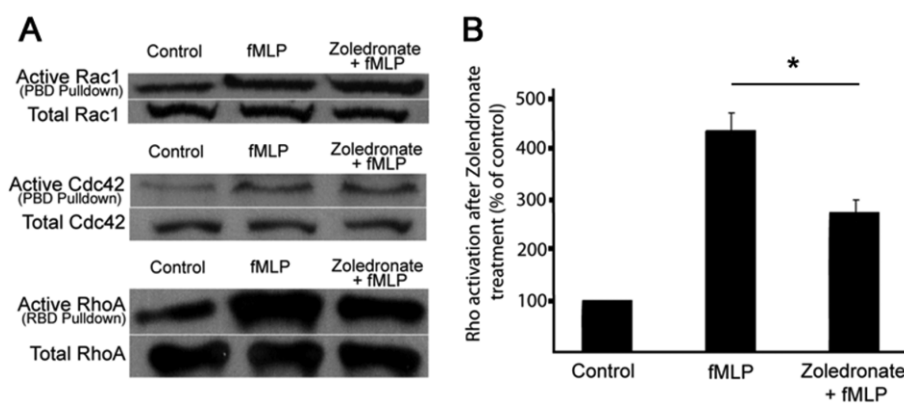 A
Control
fMLP
Zoledronate
+ fMLP
Active Rac1
(PBD Pulldown)
Total Rac1
Control
fMLP
Zoledronate
+ fMLP
Active Cdc42
(PBD Pulldown)
Total Cdc42
Control
fMLP
Zoledronate
+ fMLP
Active RhoA
(RBD Pulldown)
Total RhoA
B
Rho activation after Zolendronate
treatment (% of control)
*
500
400
300
200
100
Control
fMLP
Zoledronate
+ fMLP